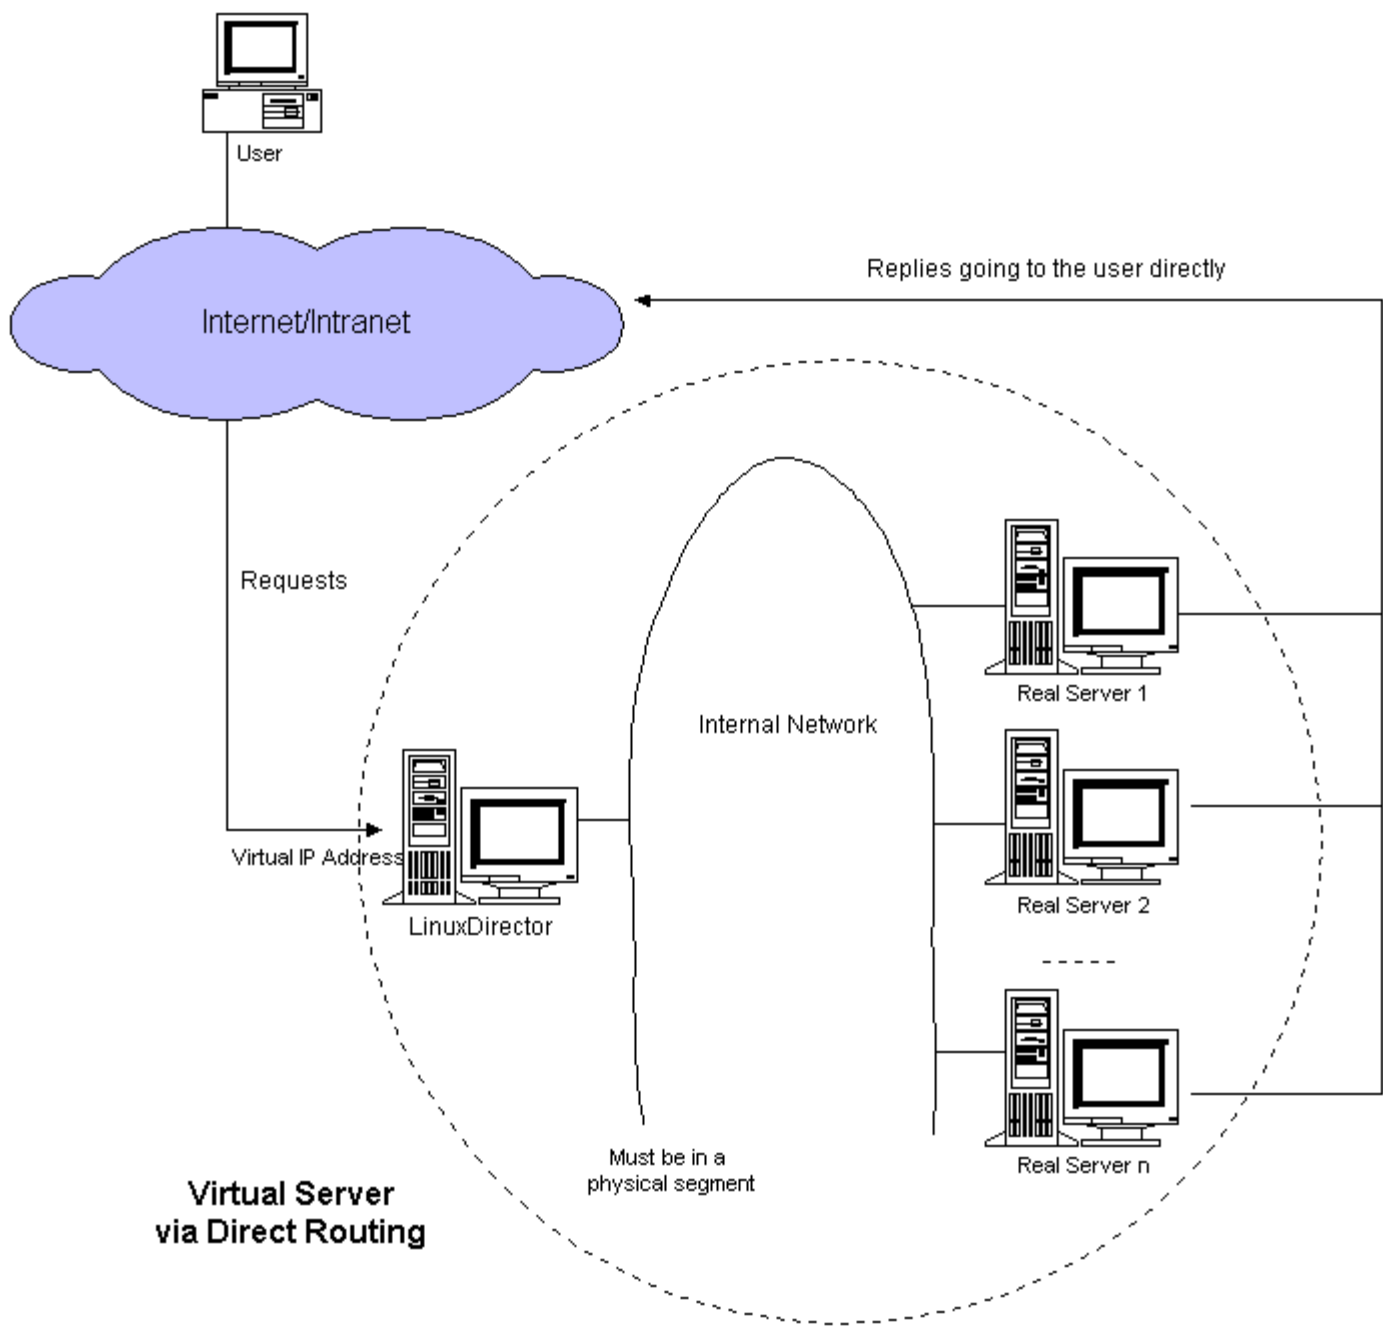 User
Replies going to the user directly
Internet/Intranet
Requests
Real Server 1
Internal Network
Virtual IP Address
Real Server 2
LinuxDirector
Real Server n
Must be in a
physical segment
Virtual Server
via Direct Routing